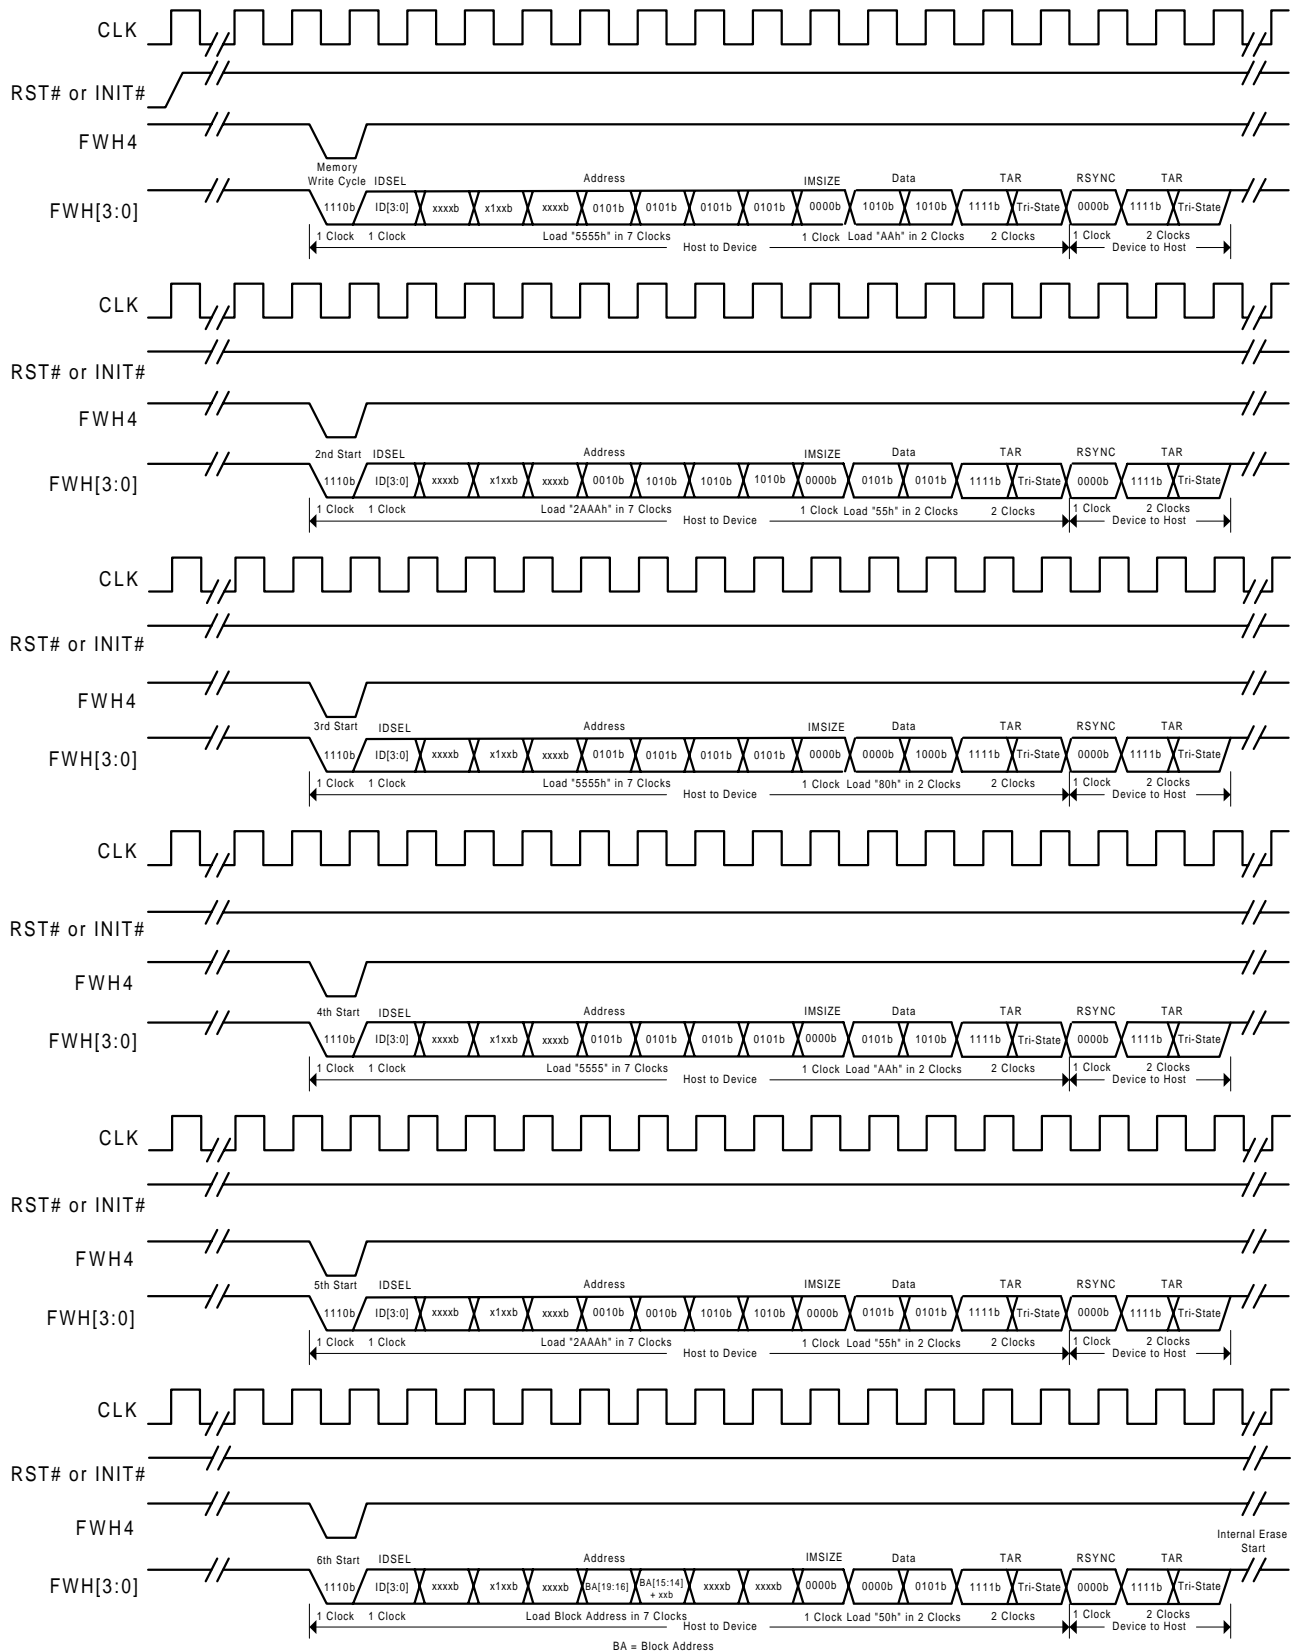 CLK
RST# or INIT#
FWH4
Memory
Write Cycle IDSEL Address IMSIZE Data TAR RSYNC TAR
FWH[3:0] 1110b ID[3:0] xxxxb x1xxb xxxxb 0101b 0101b 0101b 0101b 0000b 1010b 1010b 1111b Tri-State 0000b 1111b Tri-State
1 Clock 1 Clock Load "5555h" in 7 Clocks 1 Clock Load "AAh" in 2 Clocks 2 Clocks 1 Clock 2 Clocks
Host to Device Device to Host
CLK
RST# or INIT#
FWH4
2nd Start IDSEL Address IMSIZE Data TAR RSYNC TAR
FWH[3:0] 1110b ID[3:0] xxxxb x1xxb xxxxb 0010b 1010b 1010b 1010b 0000b 0101b 0101b 1111b Tri-State 0000b 1111b Tri-State
1 Clock 1 Clock Load "2AAAh" in 7 Clocks 1 Clock Load "55h" in 2 Clocks 2 Clocks 1 Clock 2 Clocks
Host to Device Device to Host
CLK
RST# or INIT#
FWH4
3rd Start IDSEL Address IMSIZE Data TAR RSYNC TAR
FWH[3:0] 1110b ID[3:0] xxxxb x1xxb xxxxb 0101b 0101b 0101b 0101b 0000b 0000b 1000b 1111b Tri-State 0000b 1111b Tri-State
1 Clock 1 Clock Load "5555h" in 7 Clocks 1 Clock Load "80h" in 2 Clocks 2 Clocks 1 Clock 2 Clocks
Host to Device Device to Host
CLK
RST# or INIT#
FWH4
4th Start IDSEL Address IMSIZE Data TAR RSYNC TAR
FWH[3:0] 1110b ID[3:0] xxxxb x1xxb xxxxb 0101b 0101b 0101b 0101b 0000b 0101b 1010b 1111b Tri-State 0000b 1111b Tri-State
1 Clock 1 Clock Load "5555" in 7 Clocks 1 Clock Load "AAh" in 2 Clocks 2 Clocks 1 Clock 2 Clocks
Host to Device Device to Host
CLK
RST# or INIT#
FWH4
5th Start IDSEL Address IMSIZE Data TAR RSYNC TAR
FWH[3:0] 1110b ID[3:0] xxxxb x1xxb xxxxb 0010b 0010b 1010b 1010b 0000b 0101b 0101b 1111b Tri-State 0000b 1111b Tri-State
1 Clock 1 Clock Load "2AAAh" in 7 Clocks 1 Clock Load "55h" in 2 Clocks 2 Clocks 1 Clock 2 Clocks
Host to Device Device to Host
CLK
RST# or INIT#
FWH4
Internal Erase
Start
6th Start IDSEL Address IMSIZE Data TAR RSYNC TAR
FWH[3:0] 1110b ID[3:0] xxxxb x1xxb xxxxb BA[19:16] BA[15:14] + xxb xxxxb xxxxb 0000b 0000b 0101b 1111b Tri-State 0000b 1111b Tri-State
1 Clock 1 Clock Load Block Address in 7 Clocks 1 Clock Load "50h" in 2 Clocks 2 Clocks 1 Clock 2 Clocks
Host to Device Device to Host
BA = Block Address